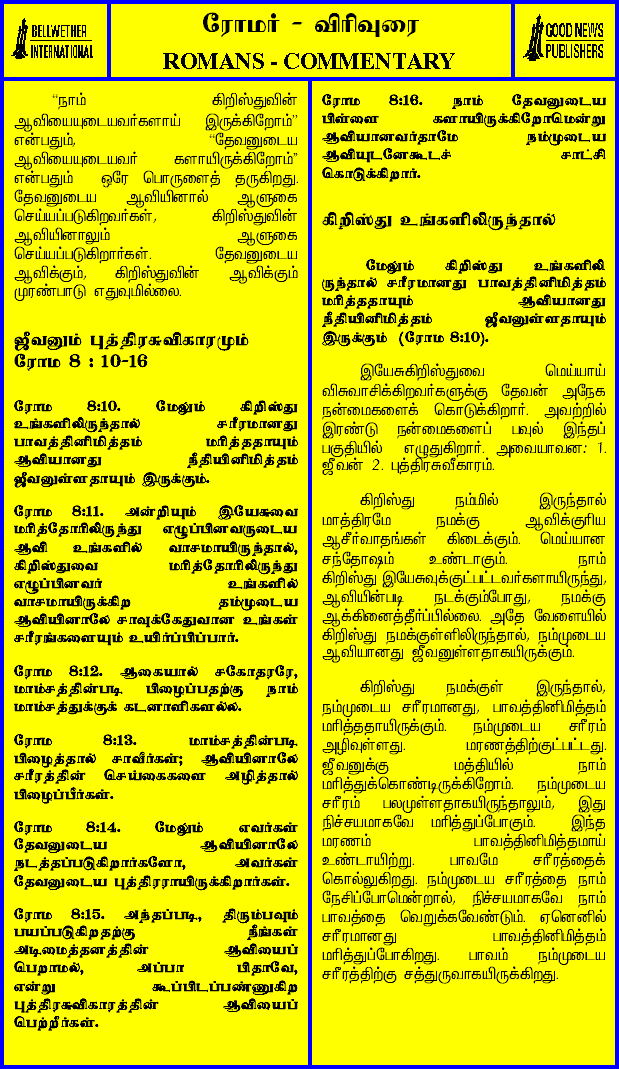 BELLWETHER
INTERNATIONAL
ரோமர் - விரிவுரை
ROMANS - COMMENTARY
GOOD NEWS
PUBLISHERS
“நாம் கிறிஸ்துவின்
ஆவியையுடையவர்களாய் இருக்கிறோம்”
என்பதும், “தேவனுடைய
ஆவியையுடையவர் களாயிருக்கிறோம்”
என்பதும் ஒரே பொருளைத் தருகிறது.
தேவனுடைய ஆவியினால் ஆளுகை
செய்யப்படுகிறவர்கள், கிறிஸ்துவின்
ஆவியினாலும் ஆளுகை
செய்யப்படுகிறார்கள். தேவனுடைய
ஆவிக்கும், கிறிஸ்துவின் ஆவிக்கும்
முரண்பாடு எதுவுமில்லை.
ஜீவனும் புத்திரசுவிகாரமும்
ரோம 8 : 10-16
ரோம 8:10. மேலும் கிறிஸ்து
உங்களிலிருந்தால் சரீரமானது
பாவத்தினிமித்தம் மரித்ததாயும்
ஆவியானது நீதியினிமித்தம்
ஜீவனுள்ளதாயும் இருக்கும்.
ரோம 8:11. அன்றியும் இயேசுவை
மரித்தோரிலிருந்து எழுப்பினவருடைய
ஆவி உங்களில் வாசமாயிருந்தால்,
கிறிஸ்துவை மரித்தோரிலிருந்து
எழுப்பினவர் உங்களில்
வாசமாயிருக்கிற தம்முடைய
ஆவியினாலே சாவுக்கேதுவான உங்கள்
சரீரங்களையும் உயிர்ப்பிப்பார்.
ரோம 8:12. ஆகையால் சகோதரரே,
மாம்சத்தின்படி பிழைப்பதற்கு நாம்
மாம்சத்துக்குக் கடனாளிகளல்ல.
ரோம 8:13. மாம்சத்தின்படி
பிழைத்தால் சாவீர்கள்; ஆவியினாலே
சரீரத்தின் செய்கைகளை அழித்தால்
பிழைப்பீர்கள்.
ரோம 8:14. மேலும் எவர்கள்
தேவனுடைய ஆவியினாலே
நடத்தப்படுகிறார்களோ, அவர்கள்
தேவனுடைய புத்திரராயிருக்கிறார்கள்.
ரோம 8:15. அந்தப்படி, திரும்பவும்
பயப்படுகிறதற்கு நீங்கள்
அடிமைத்தனத்தின் ஆவியைப்
பெறாமல், அப்பா பிதாவே,
என்று கூப்பிடப்பண்ணுகிற
புத்திரசுவிகாரத்தின் ஆவியைப்
பெற்றீர்கள்.
ரோம 8:16. நாம் தேவனுடைய
பிள்ளை களாயிருக்கிறோமென்று
ஆவியானவர்தாமே நம்முடைய
ஆவியுடனேகூடச் சாட்சி
கொடுக்கிறார்.
கிறிஸ்து உங்களிலிருந்தால்
மேலும் கிறிஸ்து உங்களிலி
ருந்தால் சரீரமானது பாவத்தினிமித்தம்
மரித்ததாயும் ஆவியானது
நீதியினிமித்தம் ஜீவனுள்ளதாயும்
இருக்கும் (ரோம 8:10).
இயேசுகிறிஸ்துவை மெய்யாய்
விசுவாசிக்கிறவர்களுக்கு தேவன் அநேக
நன்மைகளைக் கொடுக்கிறார். அவற்றில்
இரண்டு நன்மைகளைப் பவுல் இந்தப்
பகுதியில் எழுதுகிறார். அவையாவன: 1.
ஜீவன் 2. புத்திரசுவீகாரம்.
கிறிஸ்து நம்மில் இருந்தால்
மாத்திரமே நமக்கு ஆவிக்குரிய
ஆசீர்வாதங்கள் கிடைக்கும். மெய்யான
சந்தோஷம் உண்டாகும். நாம்
கிறிஸ்து இயேசுவுக்குட்பட்டவர்களாயிருந்து,
ஆவியின்படி நடக்கும்போது, நமக்கு
ஆக்கினைத்தீர்ப்பில்லை. அதே வேளையில்
கிறிஸ்து நமக்குள்ளிலிருந்தால், நம்முடைய
ஆவியானது ஜீவனுள்ளதாகயிருக்கும்.
கிறிஸ்து நமக்குள் இருந்தால்,
நம்முடைய சரீரமானது, பாவத்தினிமித்தம்
மரித்ததாயிருக்கும். நம்முடைய சரீரம்
அழிவுள்ளது. மரணத்திற்குட்பட்டது.
ஜீவனுக்கு மத்தியில் நாம்
மரித்துக்கொண்டிருக்கிறோம். நம்முடைய
சரீரம் பலமுள்ளதாகயிருந்தாலும், இது
நிச்சயமாகவே மரித்துப்போகும். இந்த
மரணம் பாவத்தினிமித்தமாய்
உண்டாயிற்று. பாவமே சரீரத்தைக்
கொல்லுகிறது. நம்முடைய சரீரத்தை நாம்
நேசிப்போமென்றால், நிச்சயமாகவே நாம்
பாவத்தை வெறுக்கவேண்டும். ஏனெனில்
சரீரமானது பாவத்தினிமித்தம்
மரித்துப்போகிறது. பாவம் நம்முடைய
சரீரத்திற்கு சத்துருவாகயிருக்கிறது.